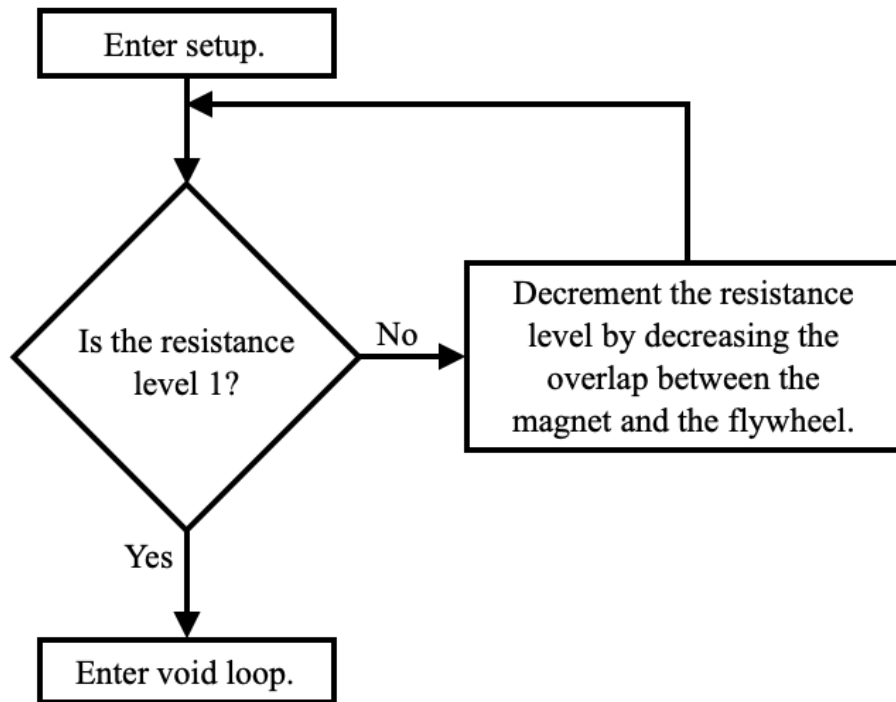 Enter setup.
Is the resistance
level 1?
No
Decrement the resistance
level by decreasing the
overlap between the
magnet and the flywheel.
Yes
Enter void loop.